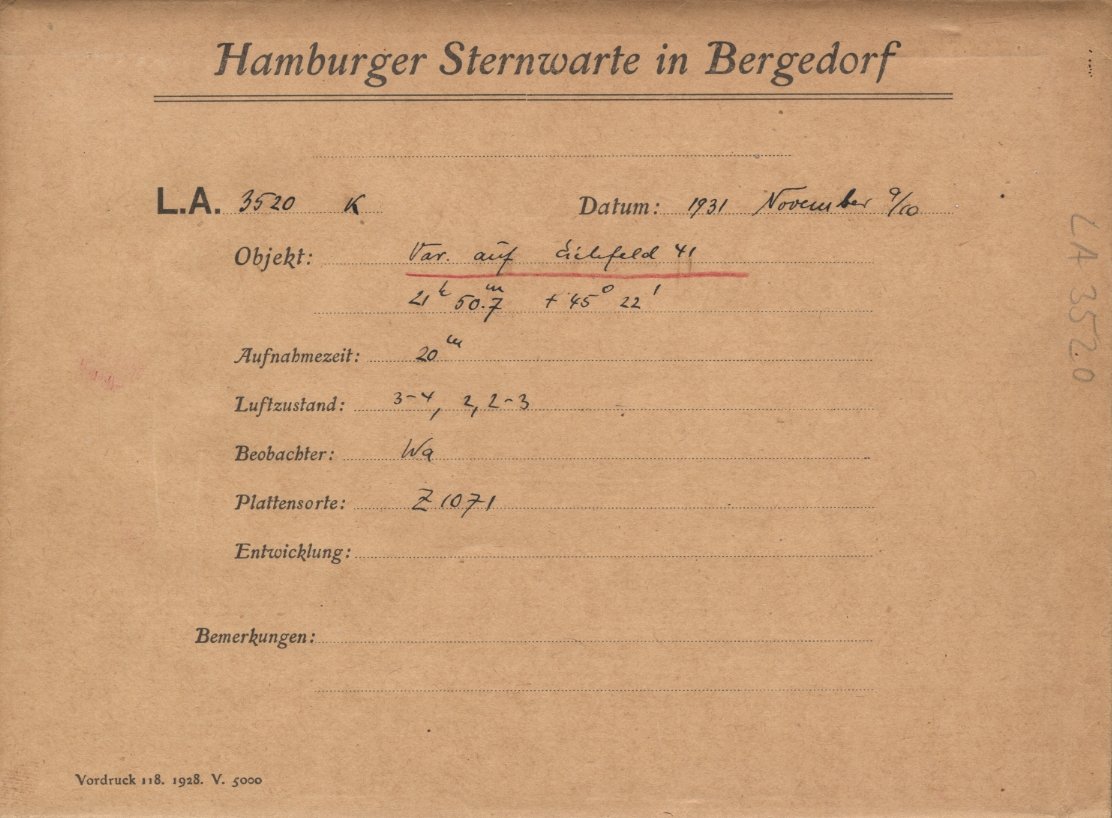 Hamburger Sternwarte in Bergedorf
L.A. 3520 K Datum: 1931 November 9/10
Objekt: Var. auf Eichfeld 41
21h 50.m7 + 45° 22'
Aufnahmezeit: 20m
Luftzustand: 3-4, 2, 2-3
Beobachter: Wa
Plattensorte: Z 1071
Entwicklung:
Bemerkungen:
Vordruck 118. 1928. V. 5000
LA 3520